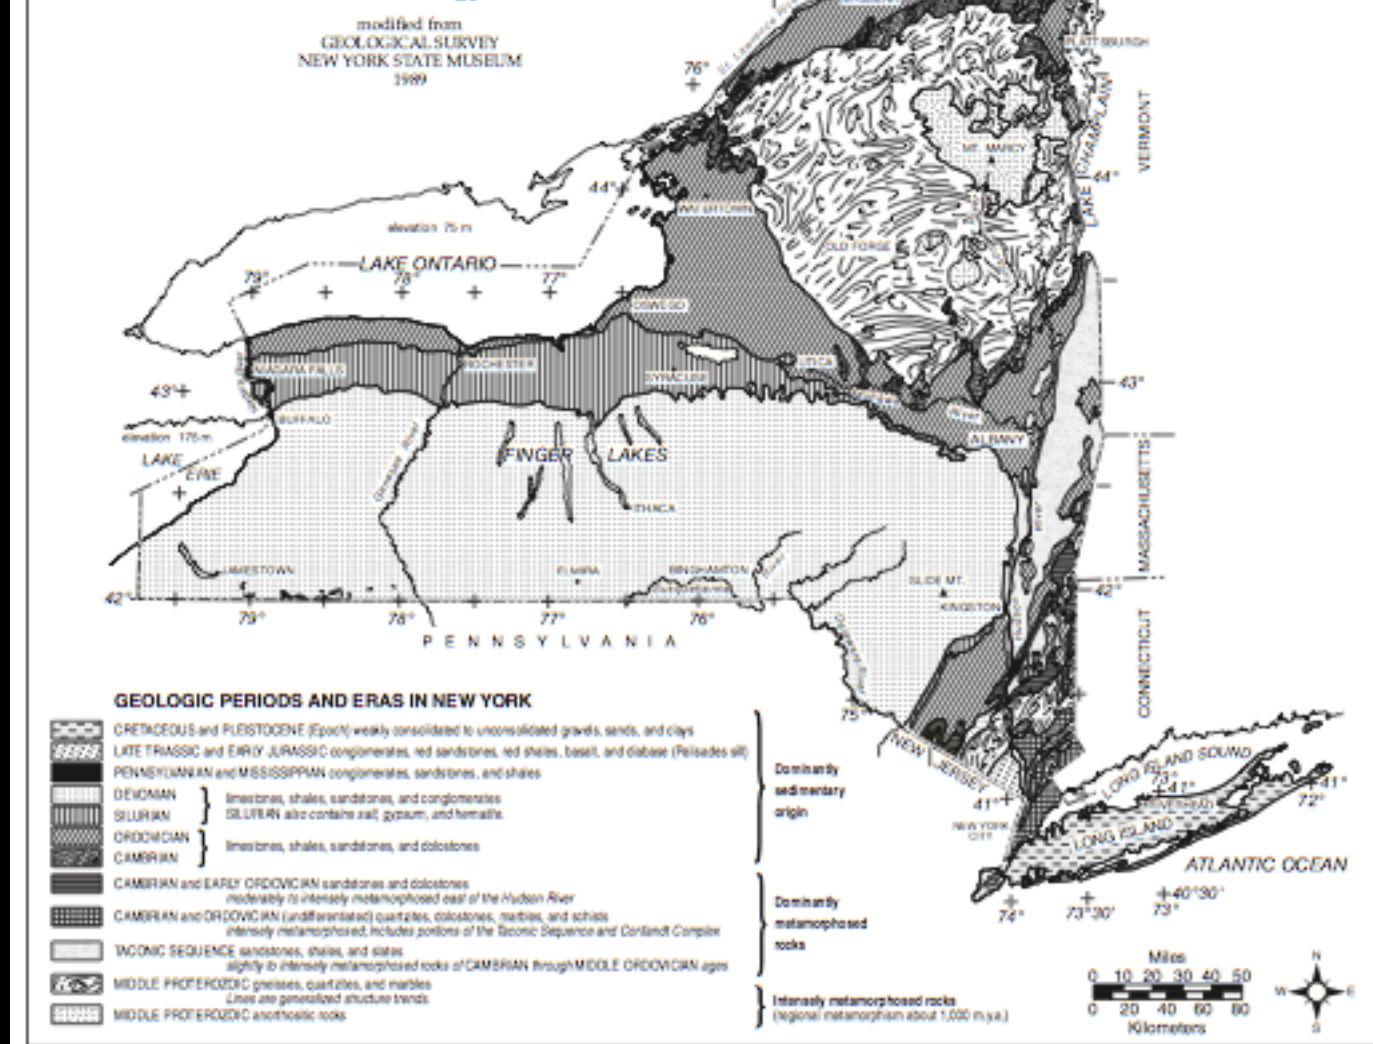 modified from
GEOLOGICAL SURVEY
NEW YORK STATE MUSEUM
1989
PLATTSBURGH
76°
St. Lawrence
LAKE CHAMPLAIN
VERMONT
MT. MARCY
44°
44°
WATERTOWN
elevation 75 m
OLD FORGE
LAKE ONTARIO
79°
78°
77°
OSWEGO
NIAGARA FALLS
ROCHESTER
SYRACUSE
UTICA
43°
43°
BUFFALO
elevation 175 m
LAKE
ERIE
ALBANY
FINGER LAKES
Genesee River
ITHACA
MASSACHUSETTS
JAMESTOWN
ELMIRA
BINGHAMTON
SLIDE MT.
KINGSTON
42°
42°
79°
78°
77°
76°
PENNSYLVANIA
CONNECTICUT
75°
NEW JERSEY
LONG ISLAND SOUND
73°
41°
41°
41°
72°
RIVERHEAD
NEW YORK
CITY
LONG ISLAND
ATLANTIC OCEAN
74°
73°30'
40°30'
73°
GEOLOGIC PERIODS AND ERAS IN NEW YORK
CRETACEOUS and PLEISTOCENE (Epoch) weakly consolidated to unconsolidated gravels, sands, and clays
LATE TRIASSIC and EARLY JURASSIC conglomerates, red sandstones, red shales, basalt, and diabase (Palisades sill)
PENNSYLVANIAN and MISSISSIPPIAN conglomerates, sandstones, and shales
DEVONIAN
limestones, shales, sandstones, and conglomerates
SILURIAN
SILURIAN also contains salt, gypsum, and hematite.
ORDOVICIAN
limestones, shales, sandstones, and dolostones
CAMBRIAN
Dominantly
sedimentary
origin
CAMBRIAN and EARLY ORDOVICIAN sandstones and dolostones
moderately to intensely metamorphosed east of the Hudson River
CAMBRIAN and ORDOVICIAN (undifferentiated) quartzites, dolostones, marbles, and schists
intensely metamorphosed; includes portions of the Taconic Sequence and Cortlandt Complex
TACONIC SEQUENCE sandstones, shales, and slates
slightly to intensely metamorphosed rocks of CAMBRIAN through MIDDLE ORDOVICIAN ages
Dominantly
metamorphosed
rocks
MIDDLE PROTEROZOIC gneisses, quartzites, and marbles
Lines are generalized structure trends.
MIDDLE PROTEROZOIC anorthositic rocks
Intensely metamorphosed rocks
(regional metamorphism about 1,000 m.y.a.)
Miles
0 10 20 30 40 50
0 20 40 60 80
Kilometers
N
W
E
S